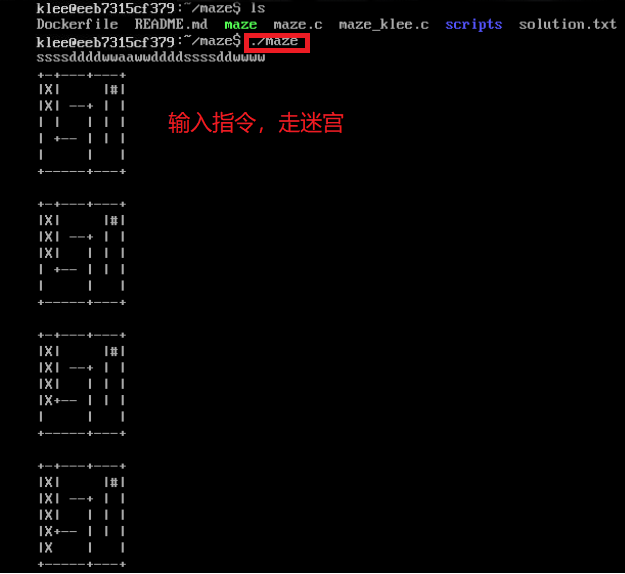 klee@eeb7315cf379:~/maze$ ls
Dockerfile  README.md  maze  maze.c  maze_klee.c  scripts  solution.txt
klee@eeb7315cf379:~/maze$ ./maze
ssssddddwwaawwddddssssddwwww
+-+---+---+
|X|     |#|
|X| --+ | |
| |   | | |
| +-- | | |
|     |   |
+-----+---+
输入指令，走迷宫
+-+---+---+
|X|     |#|
|X| --+ | |
|X|   | | |
| +-- | | |
|     |   |
+-----+---+
+-+---+---+
|X|     |#|
|X| --+ | |
|X|   | | |
|X+-- | | |
|     |   |
+-----+---+
+-+---+---+
|X|     |#|
|X| --+ | |
|X|   | | |
|X+-- | | |
|X    |   |
+-----+---+